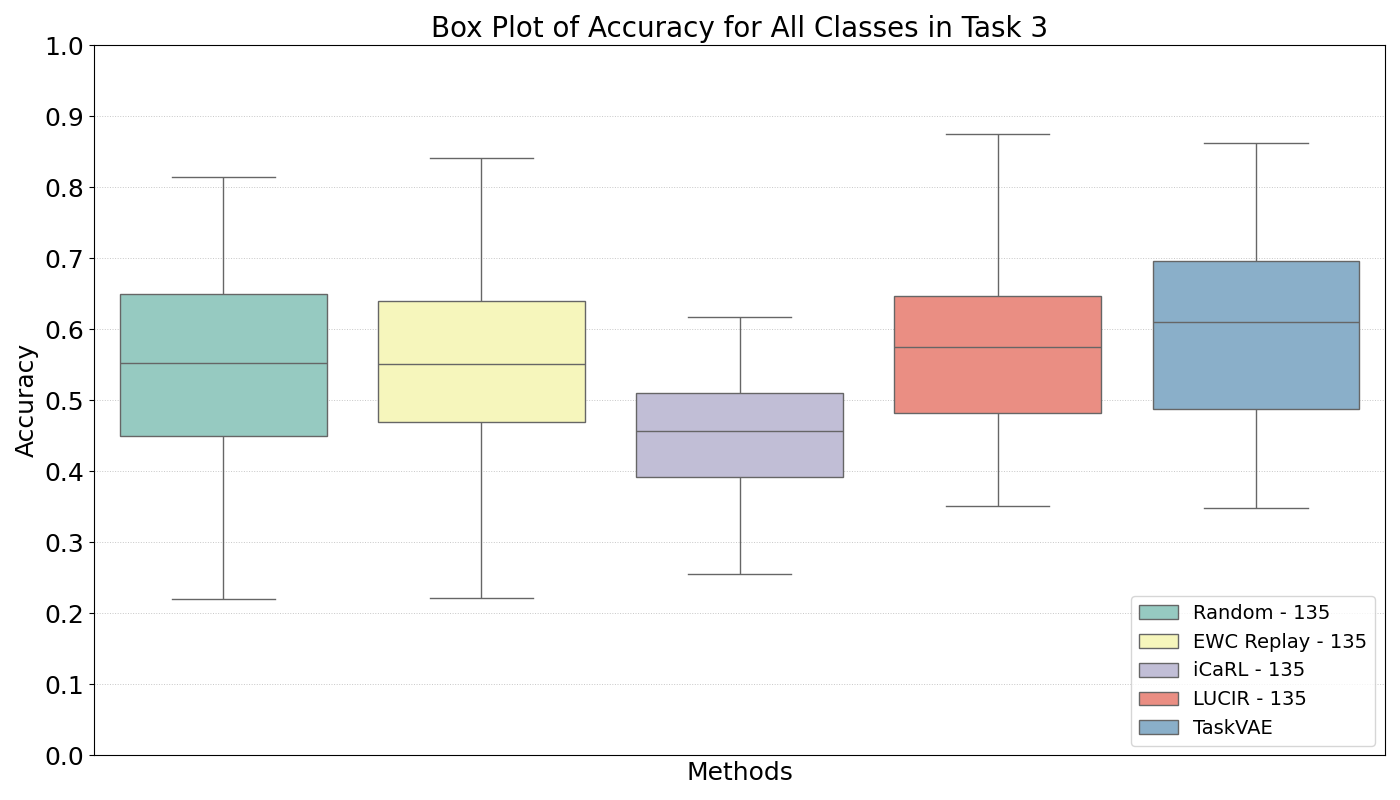 Box Plot of Accuracy for All Classes in Task 3
1.0
0.9
0.8
0.7
0.6
0.5
0.4
0.3
0.2
0.1
0.0
Accuracy
Methods
Random - 135
EWC Replay - 135
iCaRL - 135
LUCIR - 135
TaskVAE